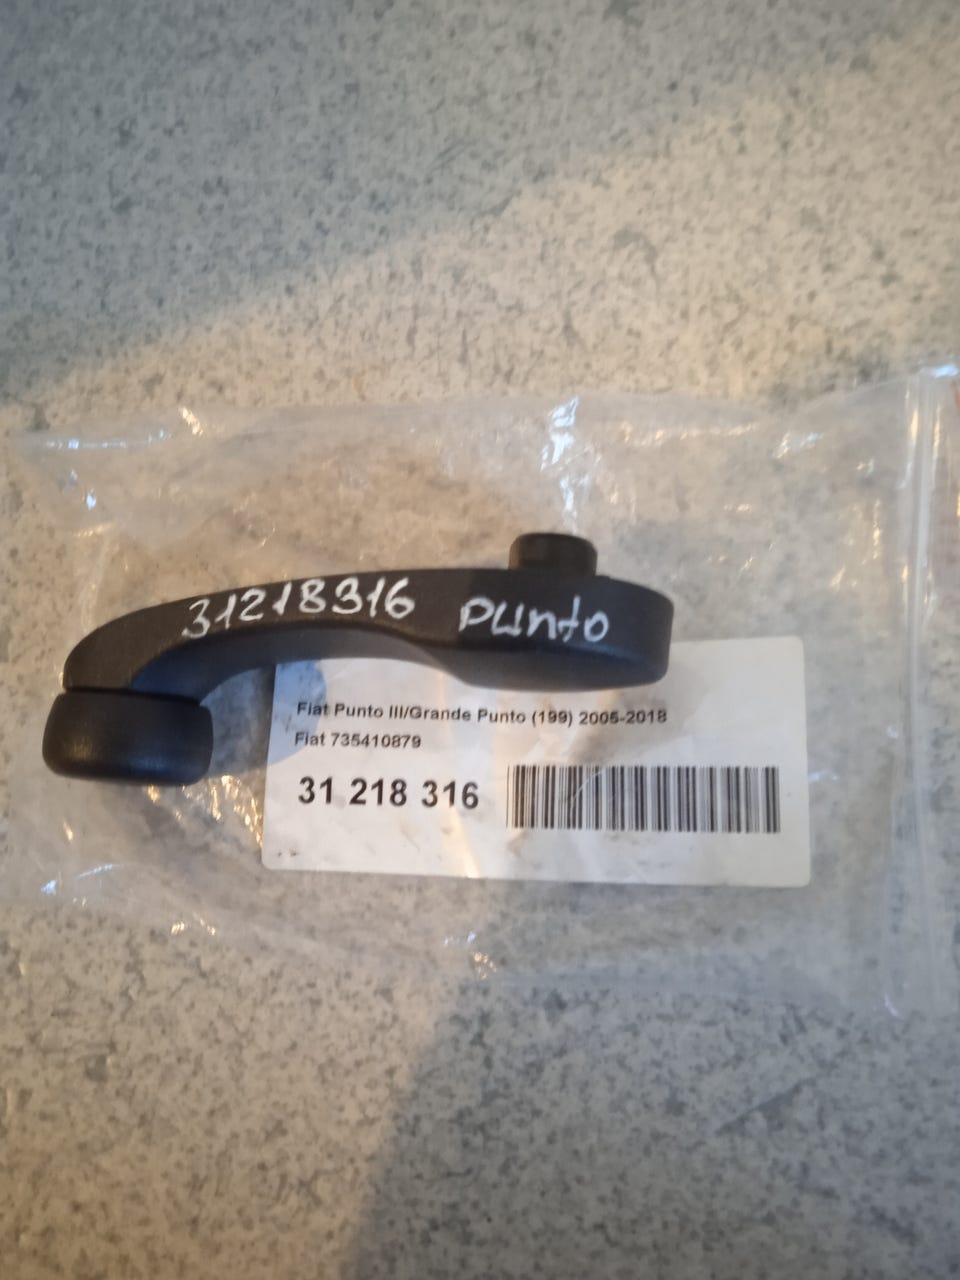 31218316 Punto
Fiat Punto III/Grande Punto (199) 2005-2018
Fiat 735410879
31 218 316